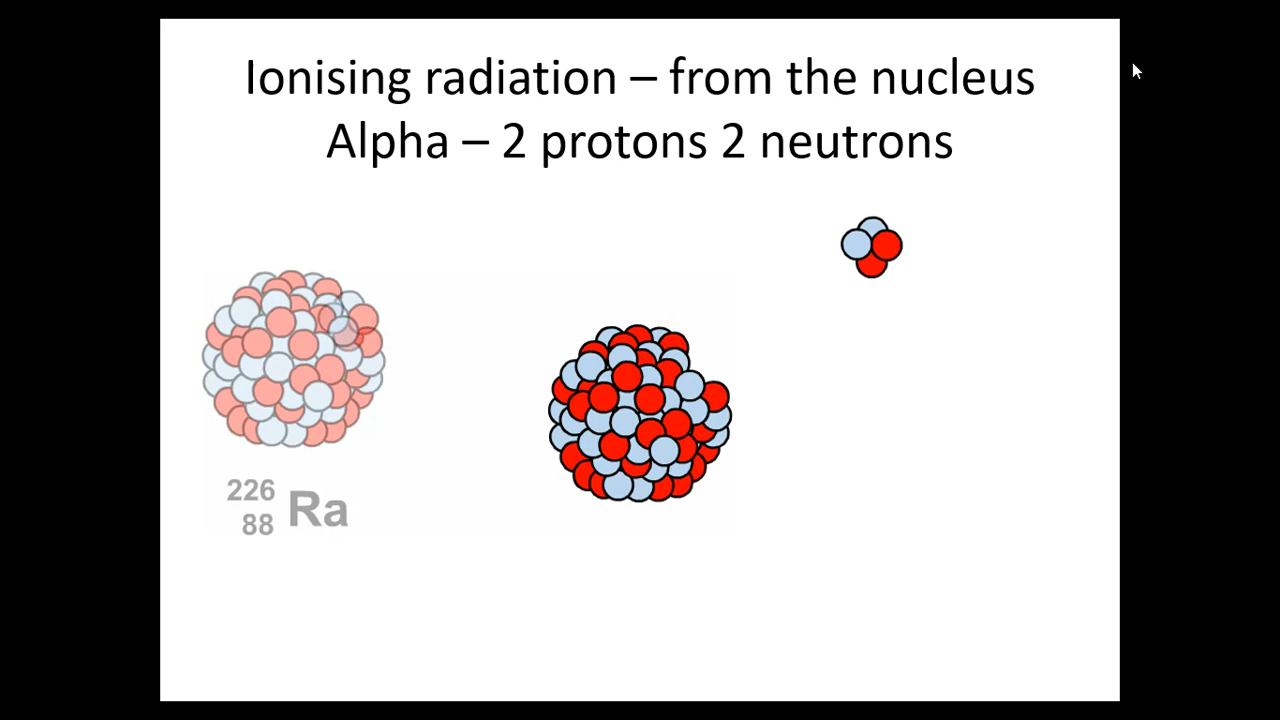 Ionising radiation – from the nucleus
Alpha – 2 protons 2 neutrons
226
88 Ra